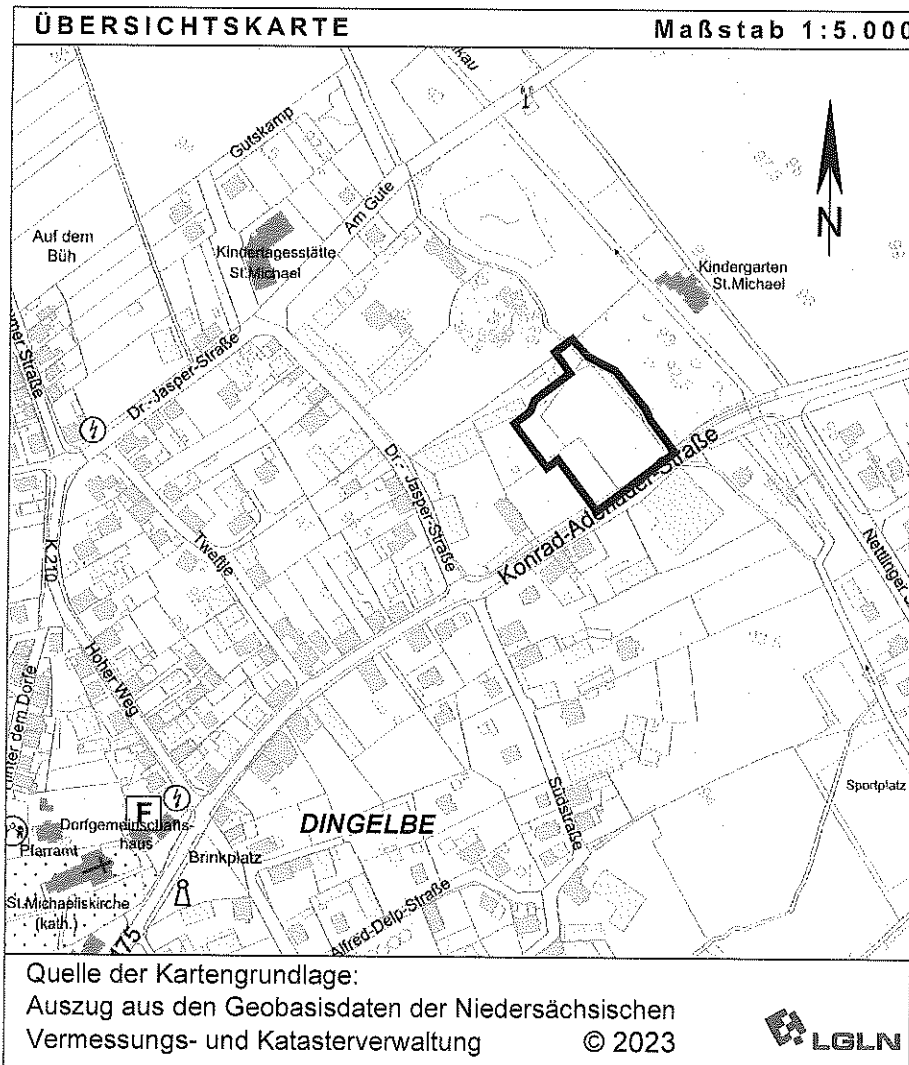 ÜBERSICHTSKARTE Maßstab 1:5.000
Gutskamp
Am Gute
Auf dem
Büh
Kindertagesstätte
St.Michael
Kindergarten
St.Michael
N
Dr.-Jasper-Straße
Dr.-Jasper-Straße
Konrad-Adenauer-Straße
K 210
Hoher Weg
Südstraße
Sportplatz
F
Dorfgemeinschafts-
haus
Pfarramt
DINGELBE
Brinkplatz
St.Michaeliskirche
(kath.)
Alfred-Delp-Straße
Quelle der Kartengrundlage:
Auszug aus den Geobasisdaten der Niedersächsischen
Vermessungs- und Katasterverwaltung © 2023
LGLN